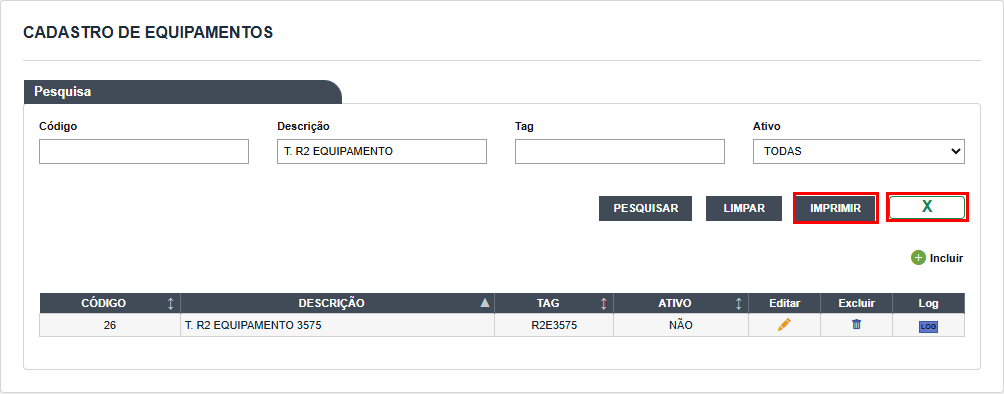 CADASTRO DE EQUIPAMENTOS
Pesquisa
Código Descrição Tag Ativo
T. R2 EQUIPAMENTO TODAS
PESQUISAR LIMPAR IMPRIMIR X
Incluir
CÓDIGO DESCRIÇÃO TAG ATIVO Editar Excluir Log
26 T. R2 EQUIPAMENTO 3575 R2E3575 NÃO LOG